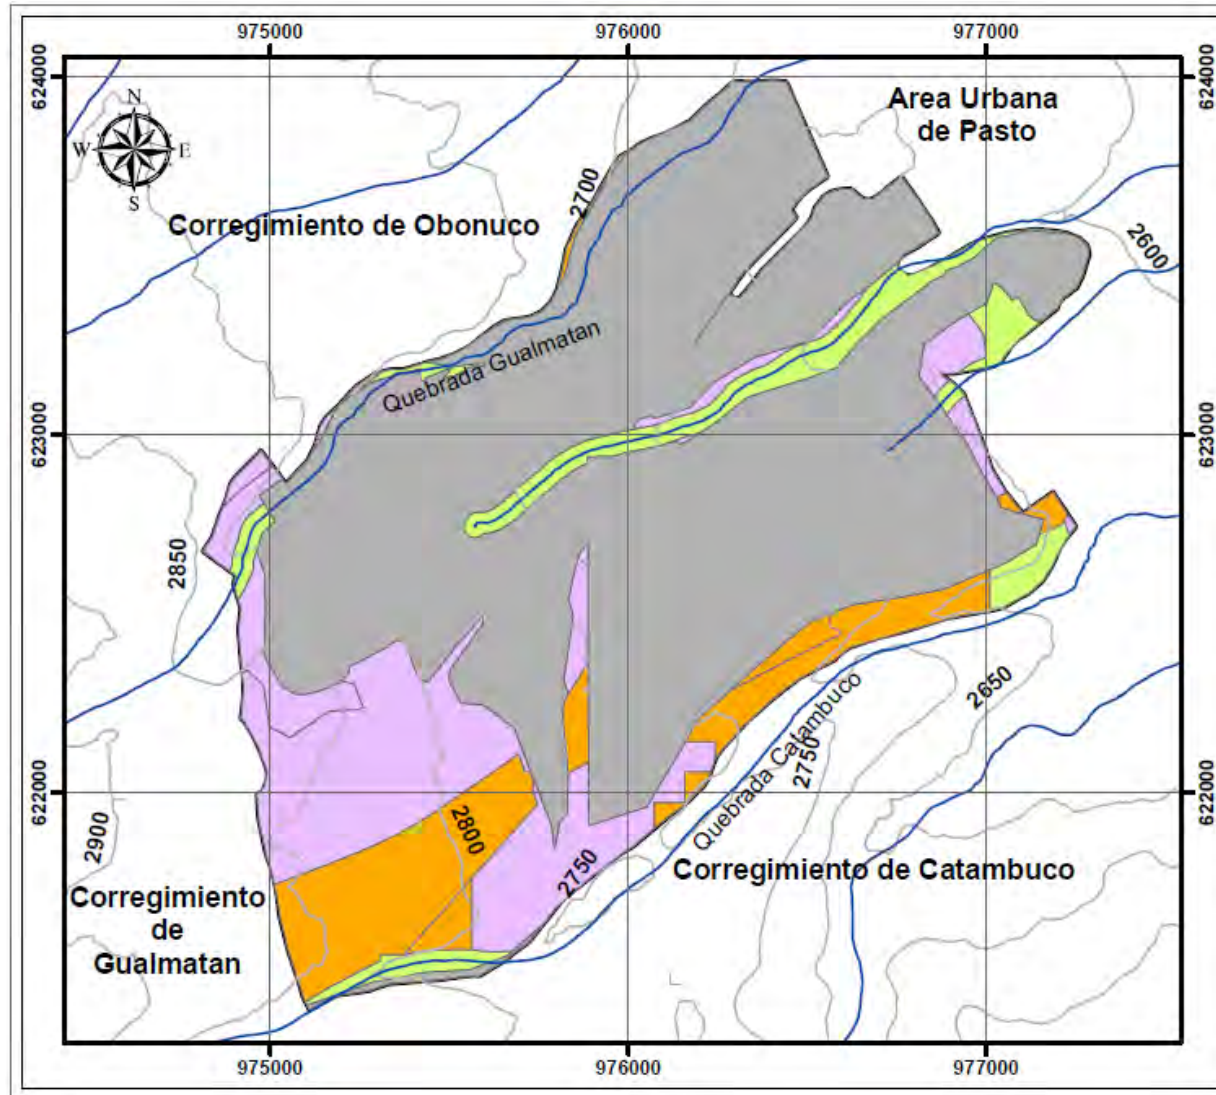 975000
976000
977000
624000
624000
N
W
E
S
Area Urbana
de Pasto
2700
Corregimiento de Obonuco
2600
Quebrada Gualmatan
623000
623000
2850
2650
Quebrada Catambuco
2750
622000
622000
2800
2900
2750
Corregimiento de Catambuco
Corregimiento
de
Gualmatan
975000
976000
977000